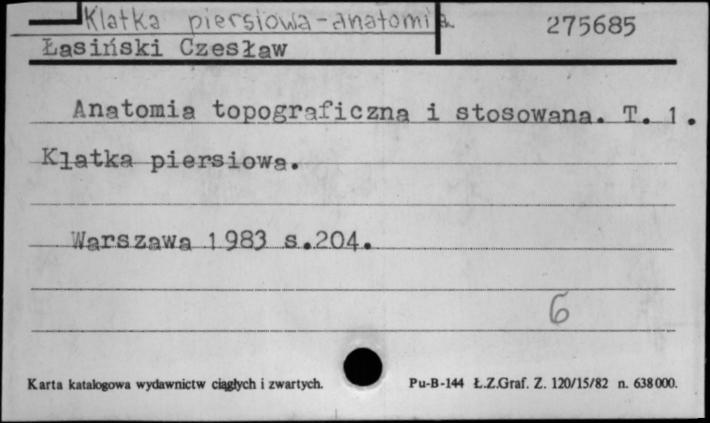 Klatka piersiowa-anatomia 275685
Łasiński Czesław
Anatomia topograficzna i stosowana. T. 1.
Klatka piersiowa.
Warszawa 1983 s.204.
6
Karta katalogowa wydawnictw ciągłych i zwartych. Pu-B-144 Ł.Z.Graf. Z. 120/15/82 n. 638000.